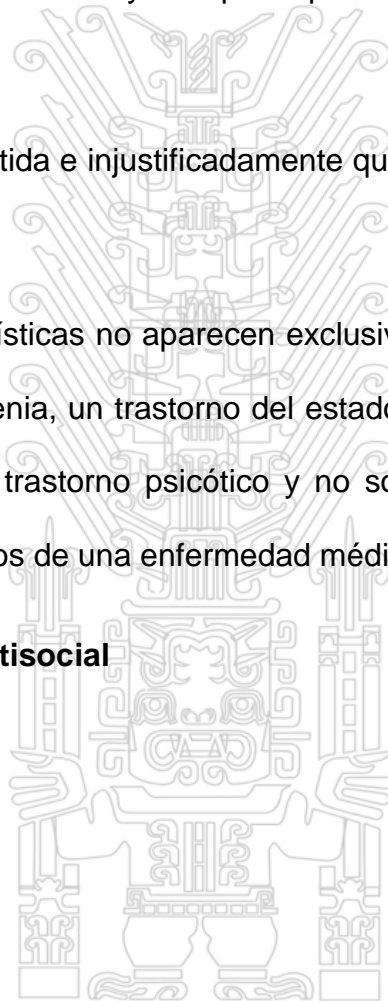 tida e injustificadamente qu
ísticas no aparecen exclusiv
enia, un trastorno del estado
trastorno psicótico y no so
os de una enfermedad médi
tisocial